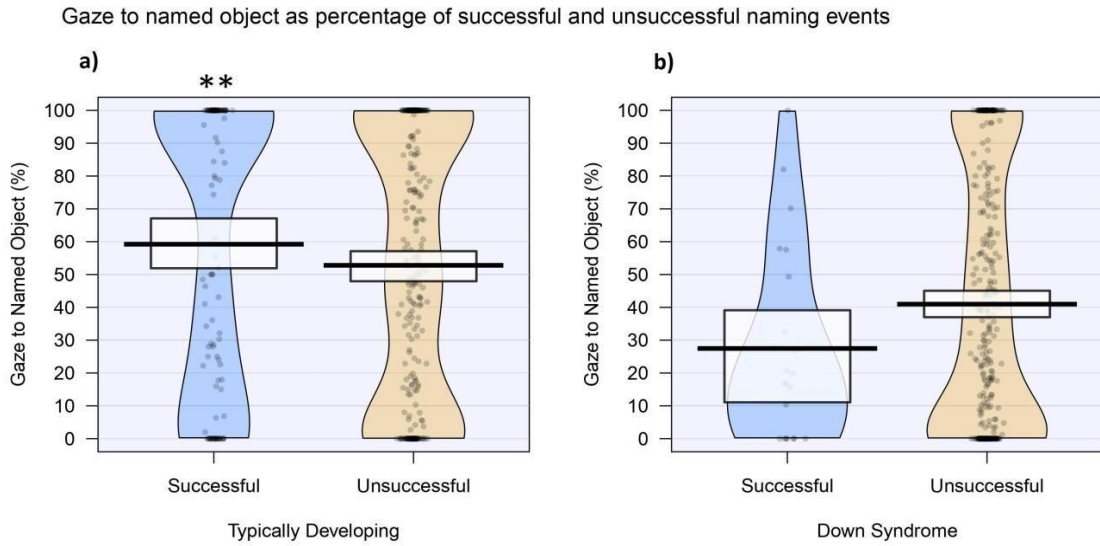 Gaze to named object as percentage of successful and unsuccessful naming events
a)
**
Gaze to Named Object (%)
100
90
80
70
60
50
40
30
20
10
0
Successful
Unsuccessful
Typically Developing
b)
Gaze to Named Object (%)
100
90
80
70
60
50
40
30
20
10
0
Successful
Unsuccessful
Down Syndrome